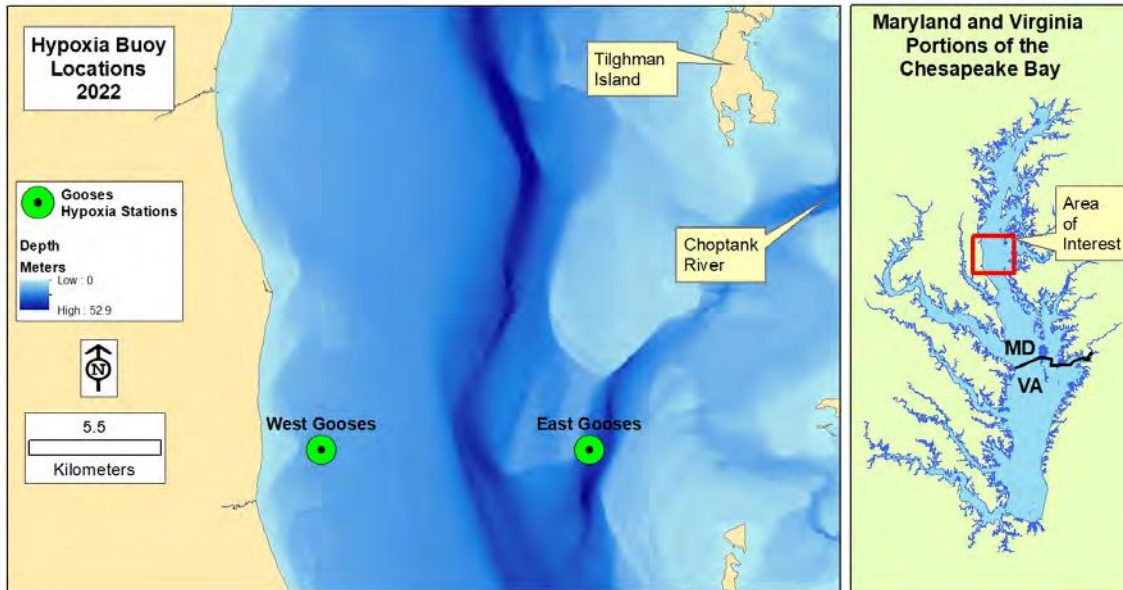 Hypoxia Buoy
Locations
2022
Tilghman
Island
Gooses
Hypoxia Stations
Depth
Meters
Low : 0
High : 52.9
Choptank
River
N
5.5
Kilometers
West Gooses
East Gooses
Maryland and Virginia
Portions of the
Chesapeake Bay
Area
of
Interest
MD
VA